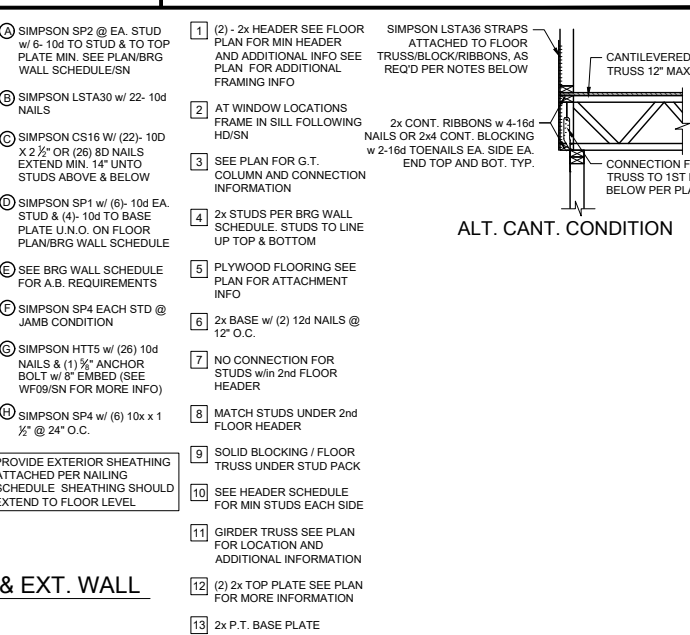 A SIMPSON SP2 @ EA. STUD
w/ 6- 10d TO STUD & TO TOP
PLATE MIN. SEE PLAN/BRG
WALL SCHEDULE/SN
B SIMPSON LSTA30 w/ 22- 10d
NAILS
C SIMPSON CS16 W/ (22)- 10D
X 2 ½" OR (26) 8D NAILS
EXTEND MIN. 14" UNTO
STUDS ABOVE & BELOW
D SIMPSON SP1 w/ (6)- 10d EA.
STUD & (4)- 10d TO BASE
PLATE U.N.O. ON FLOOR
PLAN/BRG WALL SCHEDULE
E SEE BRG WALL SCHEDULE
FOR A.B. REQUIREMENTS
F SIMPSON SP4 EACH STD @
JAMB CONDITION
G SIMPSON HTT5 w/ (26) 10d
NAILS & (1) ⅝" ANCHOR
BOLT w/ 8" EMBED (SEE
WF09/SN FOR MORE INFO)
H SIMPSON SP4 w/ (6) 10x x 1
½" @ 24" O.C.
PROVIDE EXTERIOR SHEATHING
ATTACHED PER NAILING
SCHEDULE SHEATHING SHOULD
EXTEND TO FLOOR LEVEL
& EXT. WALL
1 (2) - 2x HEADER SEE FLOOR
PLAN FOR MIN HEADER
AND ADDITIONAL INFO SEE
PLAN FOR ADDITIONAL
FRAMING INFO
2 AT WINDOW LOCATIONS
FRAME IN SILL FOLLOWING
HD/SN
3 SEE PLAN FOR G.T.
COLUMN AND CONNECTION
INFORMATION
4 2x STUDS PER BRG WALL
SCHEDULE. STUDS TO LINE
UP TOP & BOTTOM
5 PLYWOOD FLOORING SEE
PLAN FOR ATTACHMENT
INFO
6 2x BASE w/ (2) 12d NAILS @
12" O.C.
7 NO CONNECTION FOR
STUDS w/in 2nd FLOOR
HEADER
8 MATCH STUDS UNDER 2nd
FLOOR HEADER
9 SOLID BLOCKING / FLOOR
TRUSS UNDER STUD PACK
10 SEE HEADER SCHEDULE
FOR MIN STUDS EACH SIDE
11 GIRDER TRUSS SEE PLAN
FOR LOCATION AND
ADDITIONAL INFORMATION
12 (2) 2x TOP PLATE SEE PLAN
FOR MORE INFORMATION
13 2x P.T. BASE PLATE
SIMPSON LSTA36 STRAPS
ATTACHED TO FLOOR
TRUSS/BLOCK/RIBBONS, AS
REQ'D PER NOTES BELOW
2x CONT. RIBBONS w 4-16d
NAILS OR 2x4 CONT. BLOCKING
w 2-16d TOENAILS EA. SIDE EA.
END TOP AND BOT. TYP.
CANTILEVERED
TRUSS 12" MAX
CONNECTION F
TRUSS TO 1ST
BELOW PER PLA
ALT. CANT. CONDITION